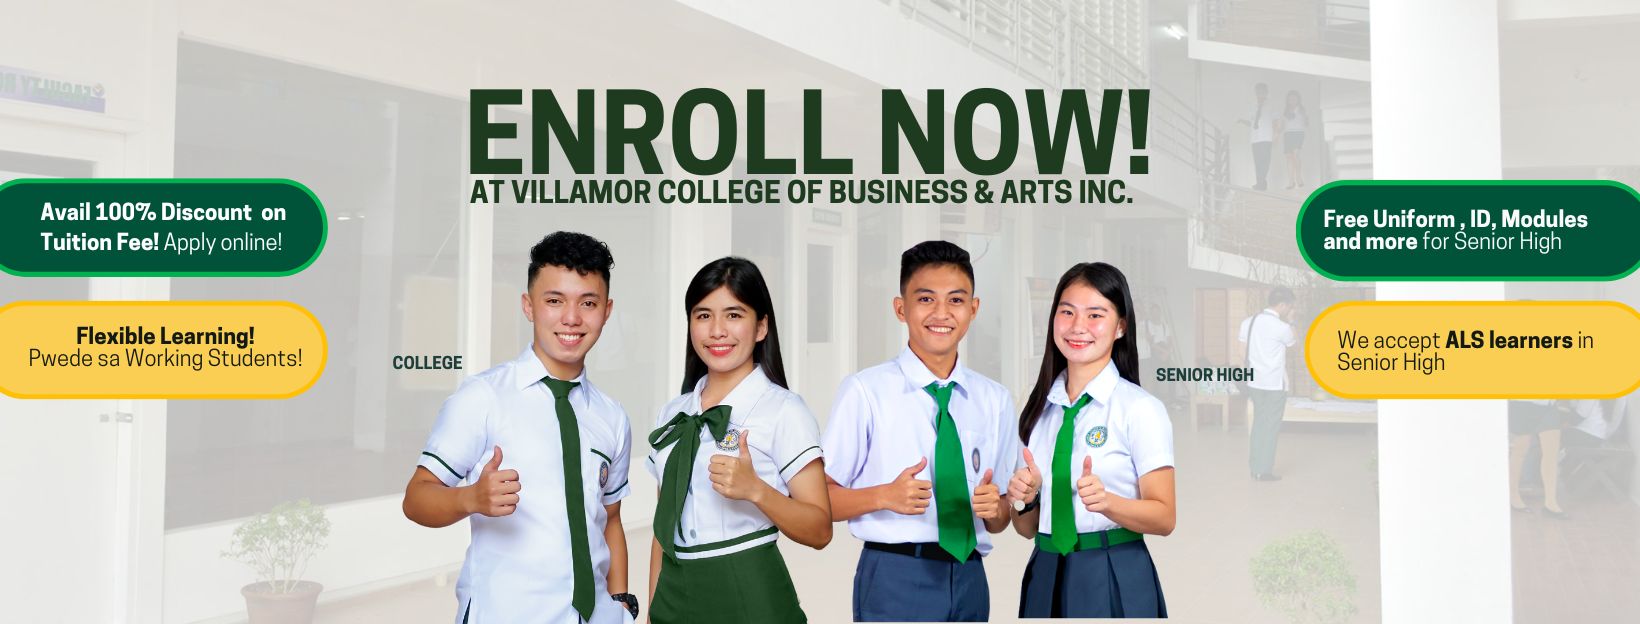 ENROLL NOW!
AT VILLAMOR COLLEGE OF BUSINESS & ARTS INC.
Avail 100% Discount on
Tuition Fee! Apply online!
Flexible Learning!
Pwede sa Working Students!
COLLEGE
SENIOR HIGH
Free Uniform , ID, Modules
and more for Senior High
We accept ALS learners in
Senior High